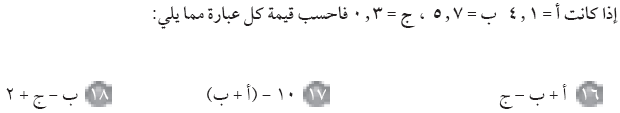 إذا كانت أ = ٤,١ ب = ٥,٧ ، ج = ٠,٣ فاحسب قيمة كل عبارة مما يلي:
١٦ أ + ب − ج ١٧ ١٠ − (أ + ب) ١٨ ب − ج + ٢